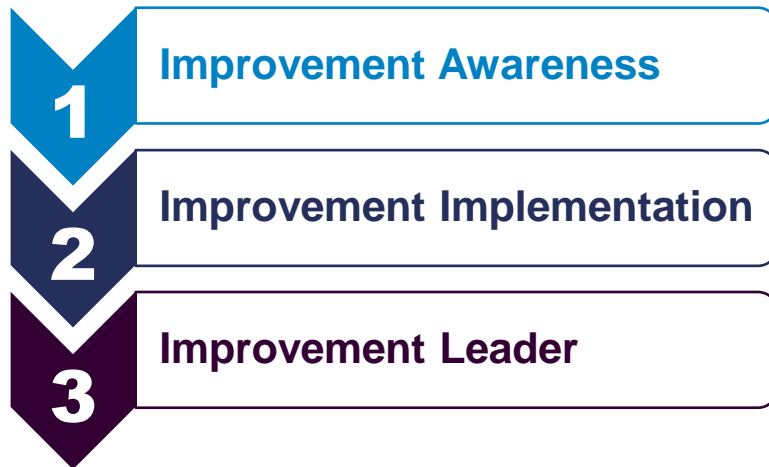 1
Improvement Awareness
2
Improvement Implementation
3
Improvement Leader